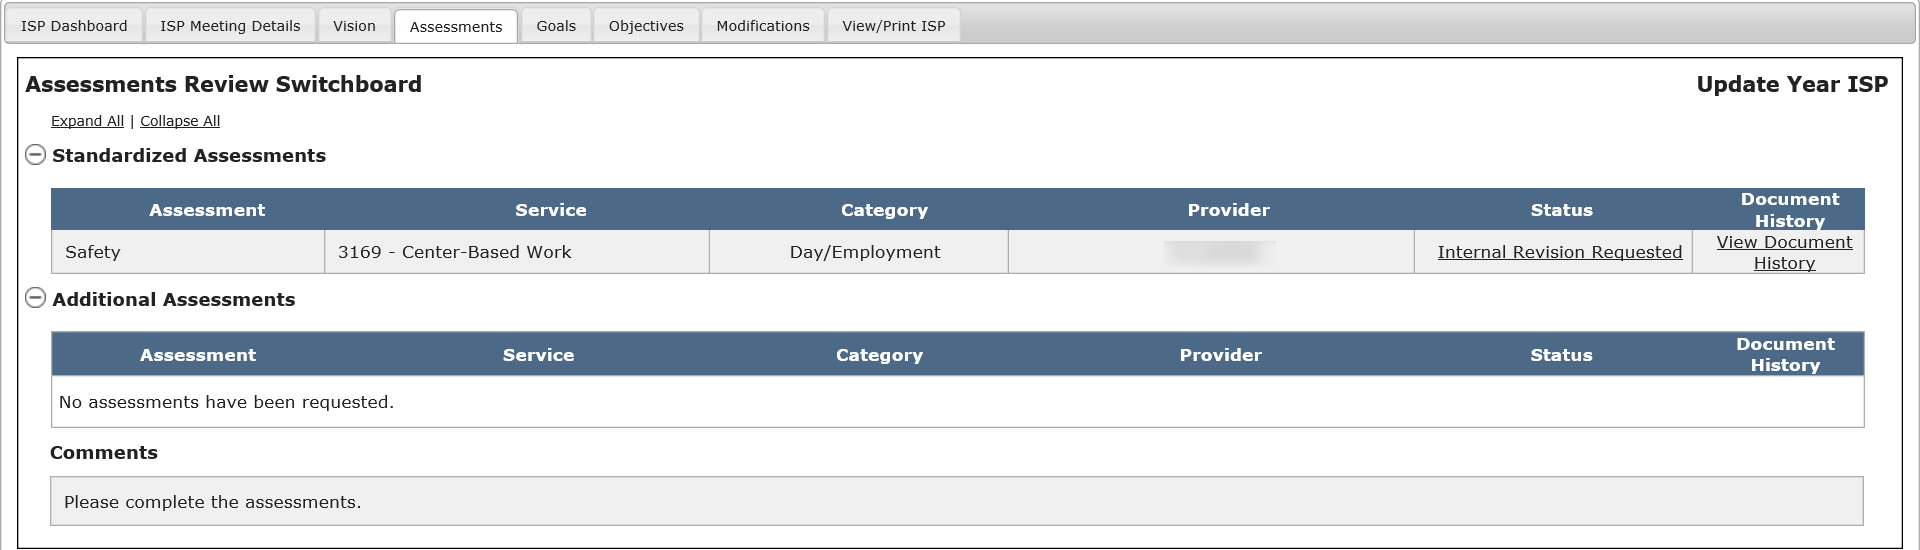 ISP Dashboard ISP Meeting Details Vision Assessments Goals Objectives Modifications View/Print ISP
Assessments Review Switchboard Update Year ISP
Expand All | Collapse All
Standardized Assessments
Assessment Service Category Provider Status Document
History
Safety 3169 - Center-Based Work Day/Employment Internal Revision Requested View Document
History
Additional Assessments
Assessment Service Category Provider Status Document
History
No assessments have been requested.
Comments
Please complete the assessments.